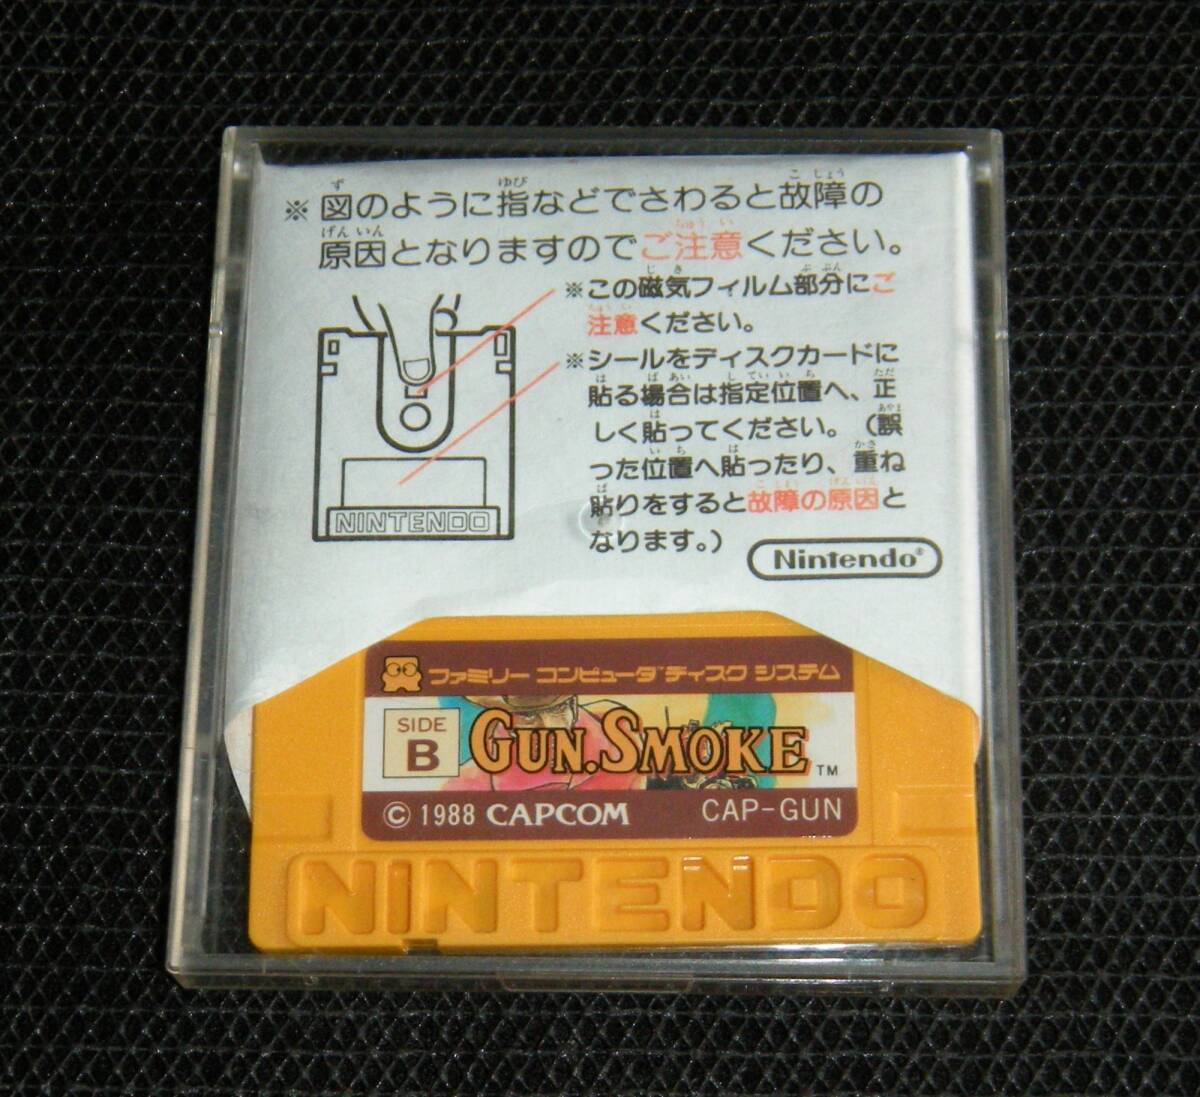 ※図のように指などでさわると故障の
原因となりますのでご注意ください。
※この磁気フィルム部分にご
注意ください。
※シールをディスクカードに
貼る場合は指定位置へ、正
しく貼ってください。（誤
った位置へ貼ったり、重ね
貼りをすると故障の原因と
なります。）
NINTENDO
Nintendo®
ファミリー コンピュータ ディスク システム
SIDE
B
GUN.SMOKE TM
© 1988 CAPCOM CAP-GUN
NINTENDO